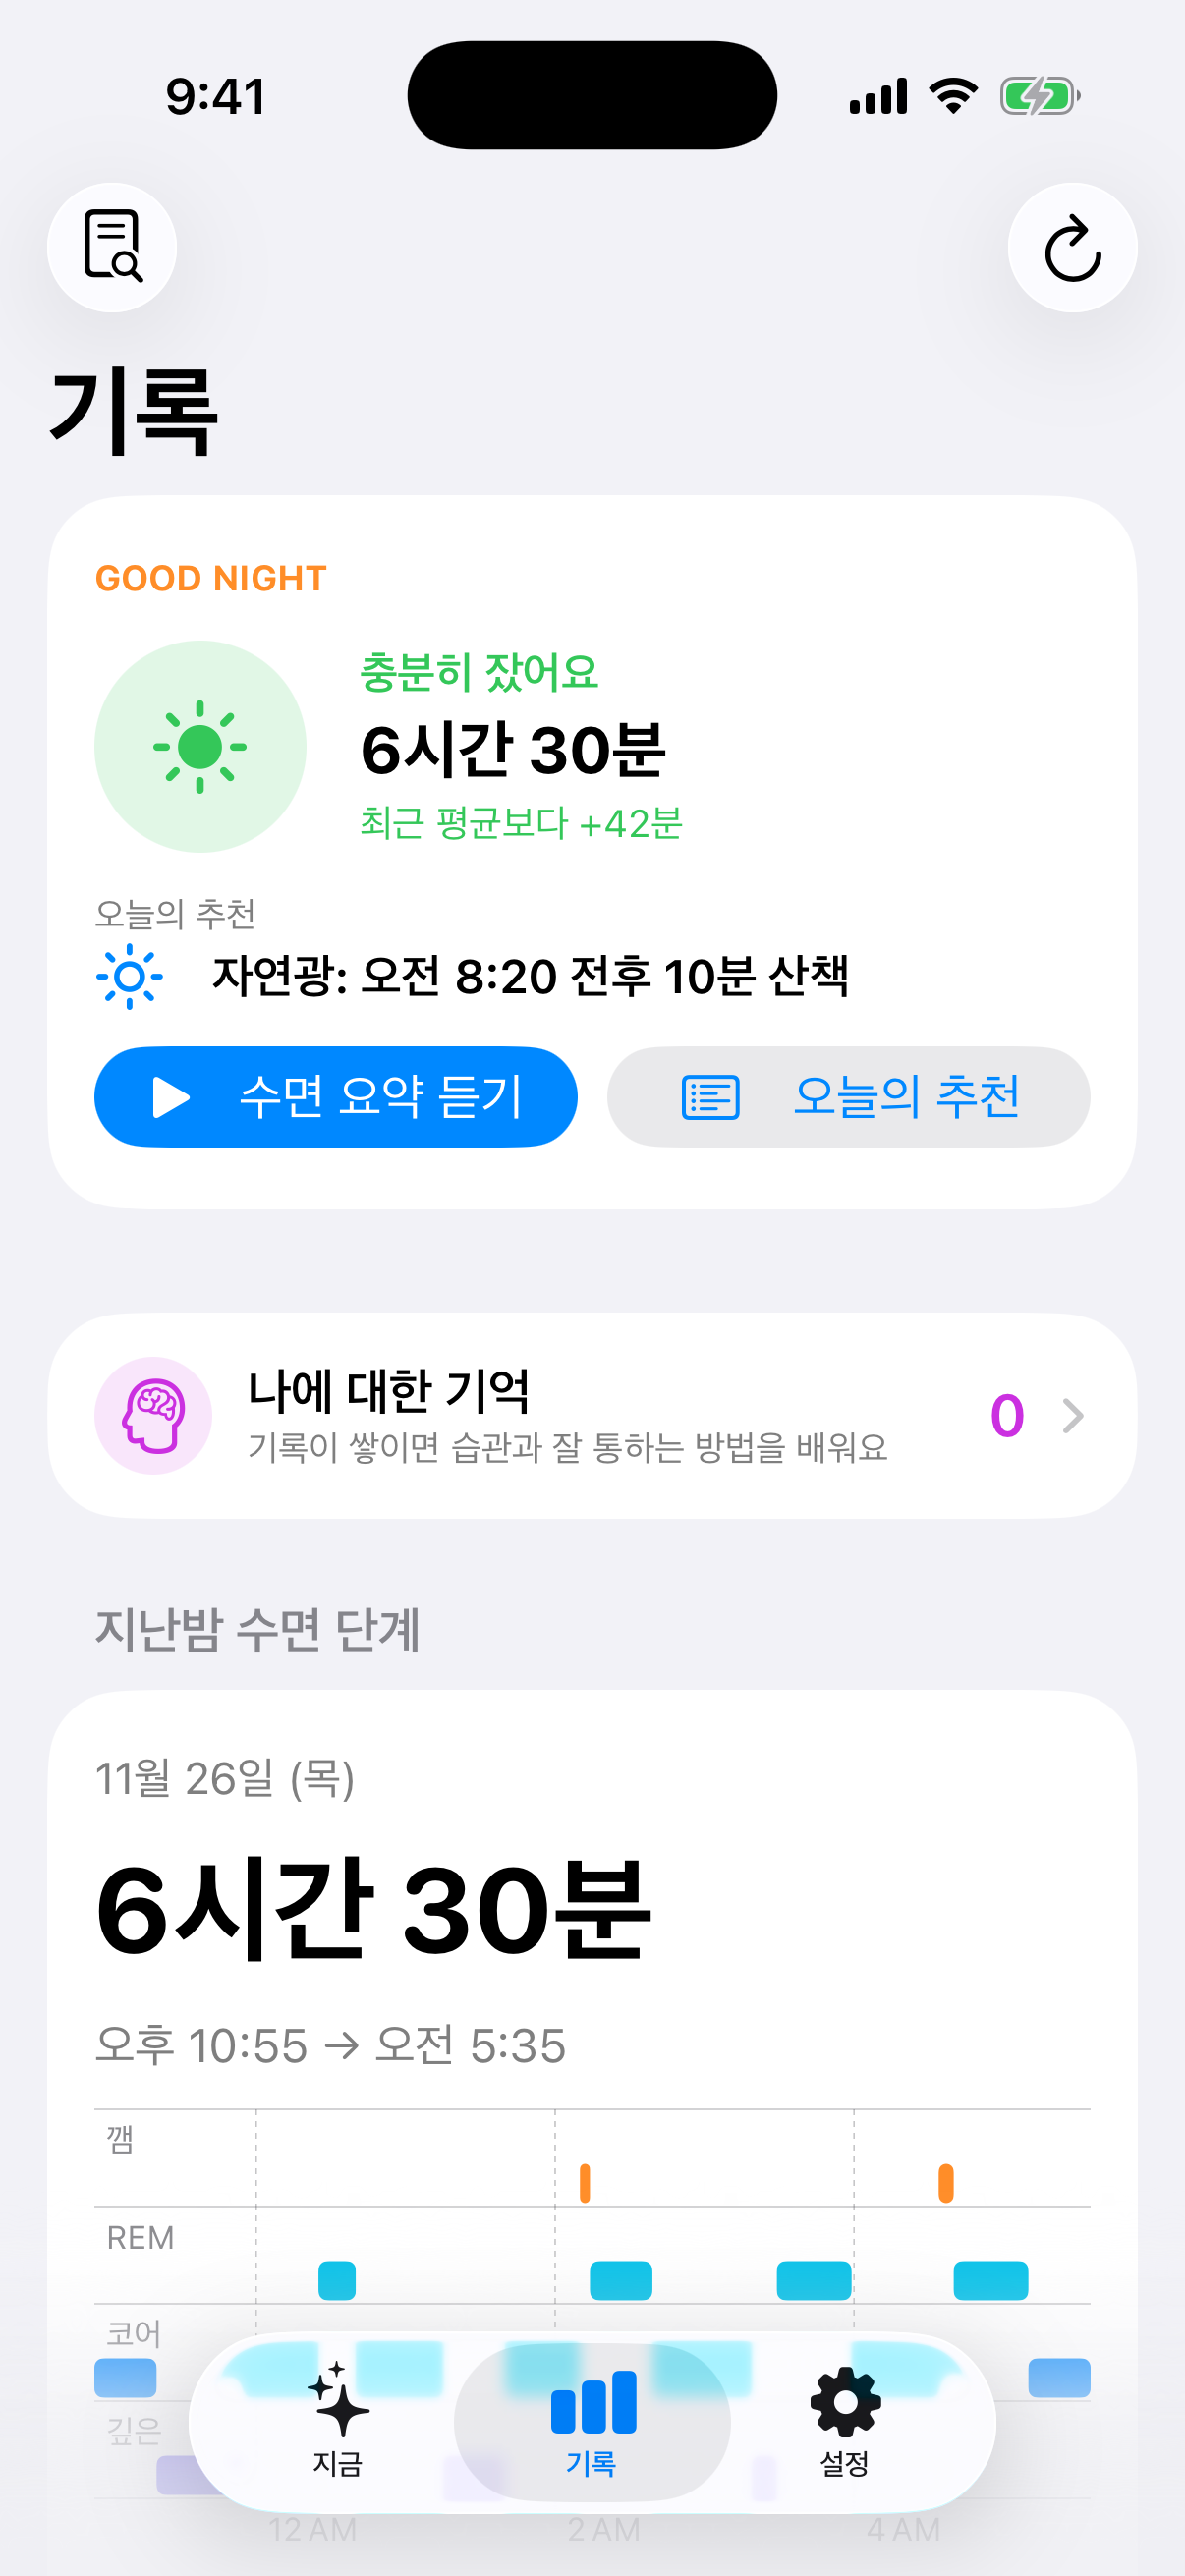 9:41
기록
GOOD NIGHT
충분히 잤어요
6시간 30분
최근 평균보다 +42분
오늘의 추천
자연광: 오전 8:20 전후 10분 산책
수면 요약 듣기
오늘의 추천
나에 대한 기억
기록이 쌓이면 습관과 잘 통하는 방법을 배워요
0
지난밤 수면 단계
11월 26일 (목)
6시간 30분
오후 10:55 → 오전 5:35
깸
REM
코어
깊은
12 AM
2 AM
4 AM
지금
기록
설정